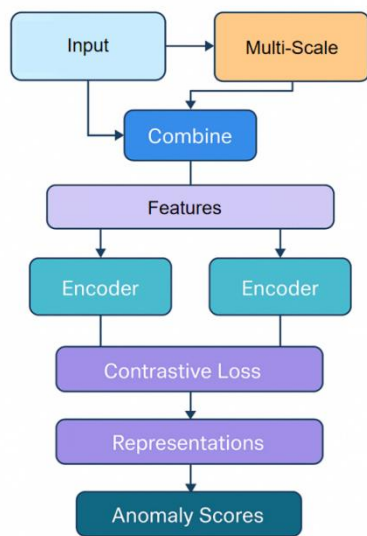 Input
Multi-Scale
Combine
Features
Encoder
Encoder
Contrastive Loss
Representations
Anomaly Scores